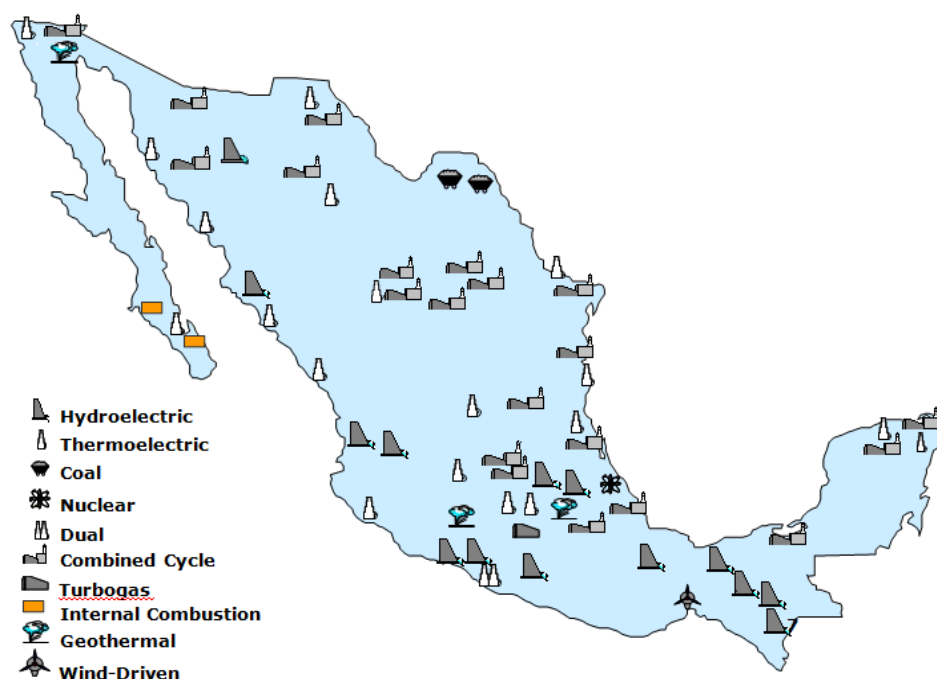 Hydroelectric
Thermoelectric
Coal
Nuclear
Dual
Combined Cycle
Turbogas
Internal Combustion
Geothermal
Wind-Driven